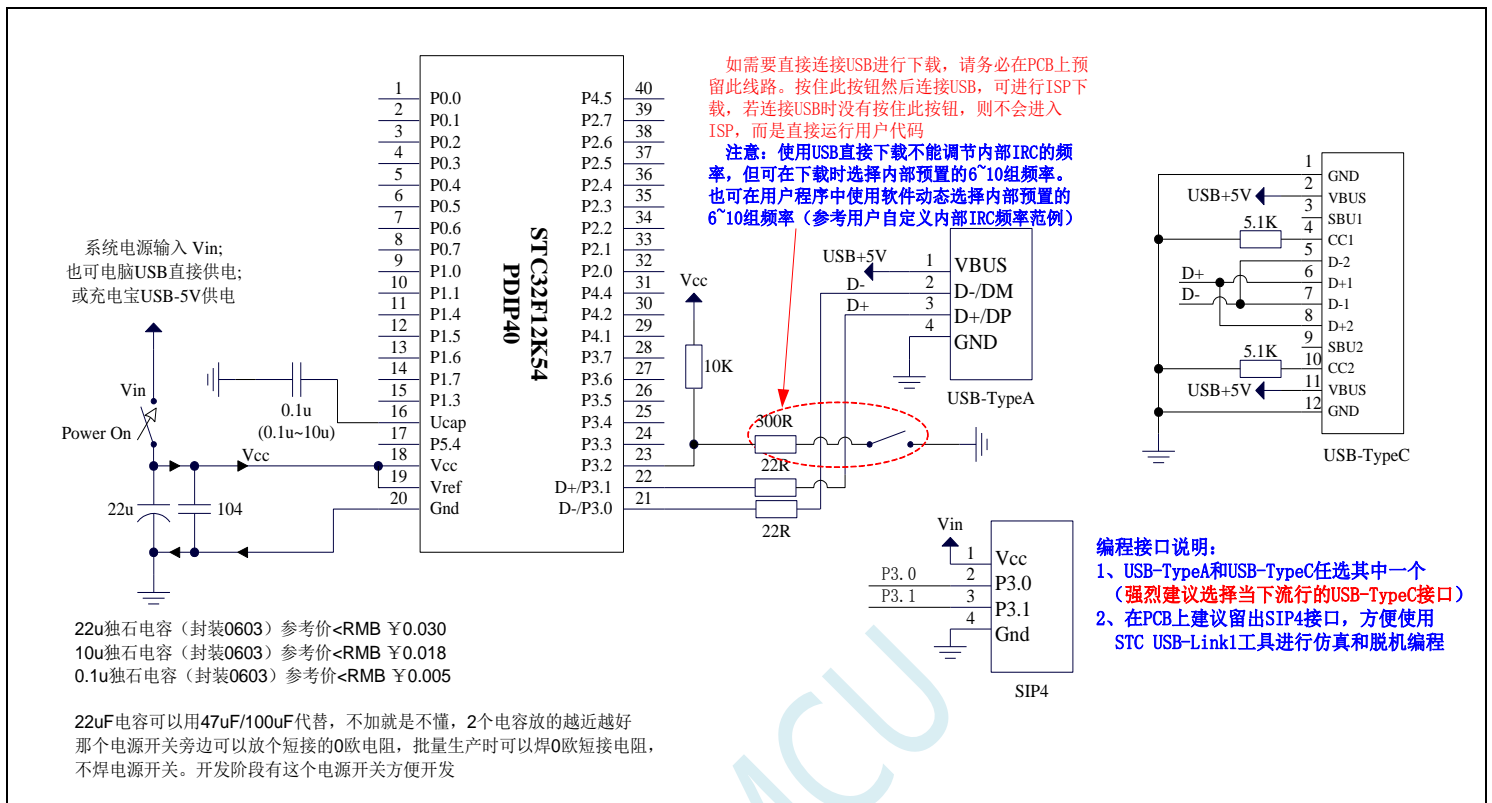 如需要直接连接USB进行下载，请务必在PCB上预
留此线路。按住此按钮然后连接USB，可进行ISP下
载，若连接USB时没有按住此按钮，则不会进入
ISP，而是直接运行用户代码
注意：使用USB直接下载不能调节内部IRC的频
率，但可在下载时选择内部预置的6~10组频率。
也可在用户程序中使用软件动态选择内部预置的
6~10组频率（参考用户自定义内部IRC频率范例）
STC32F12K54
PDIP40
1 P0.0
2 P0.1
3 P0.2
4 P0.3
5 P0.4
6 P0.5
7 P0.6
8 P0.7
9 P1.0
10 P1.1
11 P1.4
12 P1.5
13 P1.6
14 P1.7
15 P1.3
16 Ucap
17 P5.4
18 Vcc
19 Vref
20 Gnd
P4.5 40
P2.7 39
P2.6 38
P2.5 37
P2.4 36
P2.3 35
P2.2 34
P2.1 33
P2.0 32
P4.4 31
P4.2 30
P4.1 29
P3.7 28
P3.6 27
P3.5 26
P3.4 25
P3.3 24
P3.2 23
D+/P3.1 22
D-/P3.0 21
系统电源输入 Vin;
也可电脑USB直接供电;
或充电宝USB-5V供电
Vin
Power On
Vcc
22u
104
0.1u
(0.1u~10u)
Vcc
10K
300R
22R
22R
USB+5V
D-
D+
1 VBUS
2 D-/DM
3 D+/DP
4 GND
USB-TypeA
1 GND
2 VBUS
3 SBU1
4 CC1
5 D-2
6 D+1
7 D-1
8 D+2
9 SBU2
10 CC2
11 VBUS
12 GND
USB+5V
5.1K
D+
D-
5.1K
USB+5V
USB-TypeC
Vin
P3.0
P3.1
1 Vcc
2 P3.0
3 P3.1
4 Gnd
SIP4
编程接口说明：
1、USB-TypeA和USB-TypeC任选其中一个
（强烈建议选择当下流行的USB-TypeC接口）
2、在PCB上建议留出SIP4接口，方便使用
STC USB-Link1工具进行仿真和脱机编程
22u独石电容（封装0603）参考价<RMB ￥0.030
10u独石电容（封装0603）参考价<RMB ￥0.018
0.1u独石电容（封装0603）参考价<RMB ￥0.005
22uF电容可以用47uF/100uF代替，不加就是不懂，2个电容放的越近越好
那个电源开关旁边可以放个短接的0欧电阻，批量生产时可以焊0欧短接电阻，
不焊电源开关。开发阶段有这个电源开关方便开发
MCU